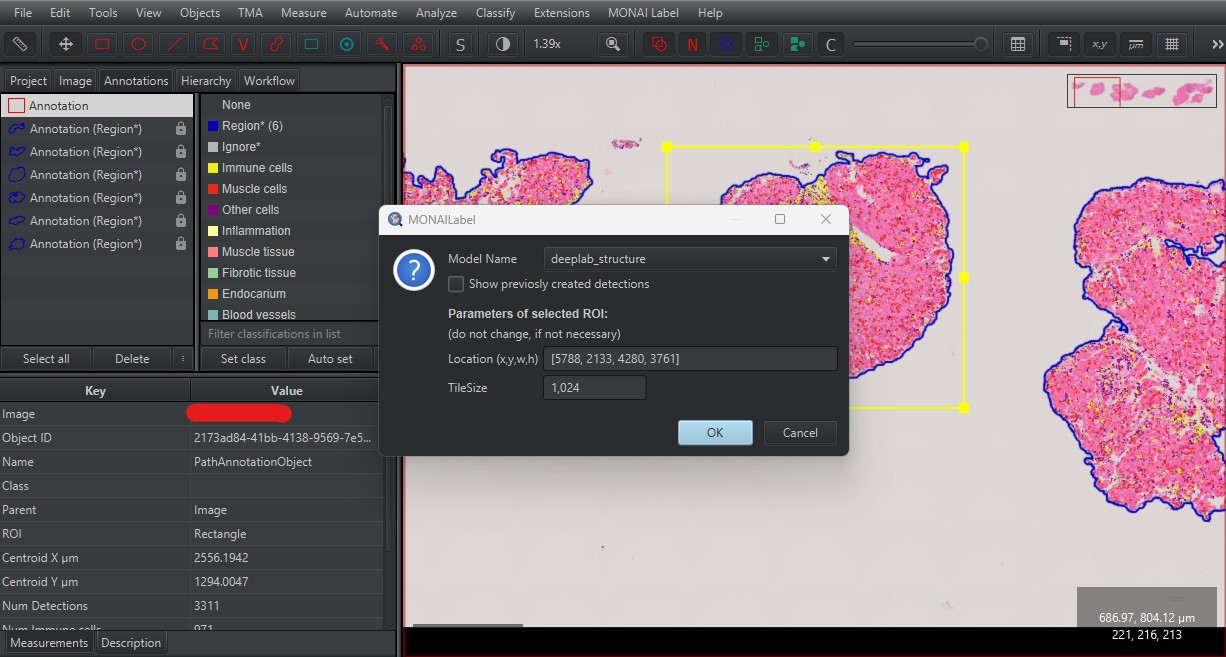 File Edit Tools View Objects TMA Measure Automate Analyze Classify Extensions MONAI Label Help
S 1.39x N C x,y µm »
Project Image Annotations Hierarchy Workflow
Annotation
Annotation (Region*)
Annotation (Region*)
Annotation (Region*)
Annotation (Region*)
Annotation (Region*)
Annotation (Region*)
None
Region* (6)
Ignore*
Immune cells
Muscle cells
Other cells
Inflammation
Muscle tissue
Fibrotic tissue
Endocarium
Blood vessels
Filter classifications in list
Select all Delete ⋮ Set class Auto set
Key Value
Image
Object ID 2173ad84-41bb-4138-9569-7e5...
Name PathAnnotationObject
Class
Parent Image
ROI Rectangle
Centroid X µm 2556.1942
Centroid Y µm 1294.0047
Num Detections 3311
Num Immune cells 971
Measurements Description
MONAILabel
?
Model Name deeplab_structure
Show previosly created detections
Parameters of selected ROI:
(do not change, if not necessary)
Location (x,y,w,h) [5788, 2133, 4280, 3761]
TileSize 1,024
OK Cancel
686.97, 804.12 µm
221, 216, 213